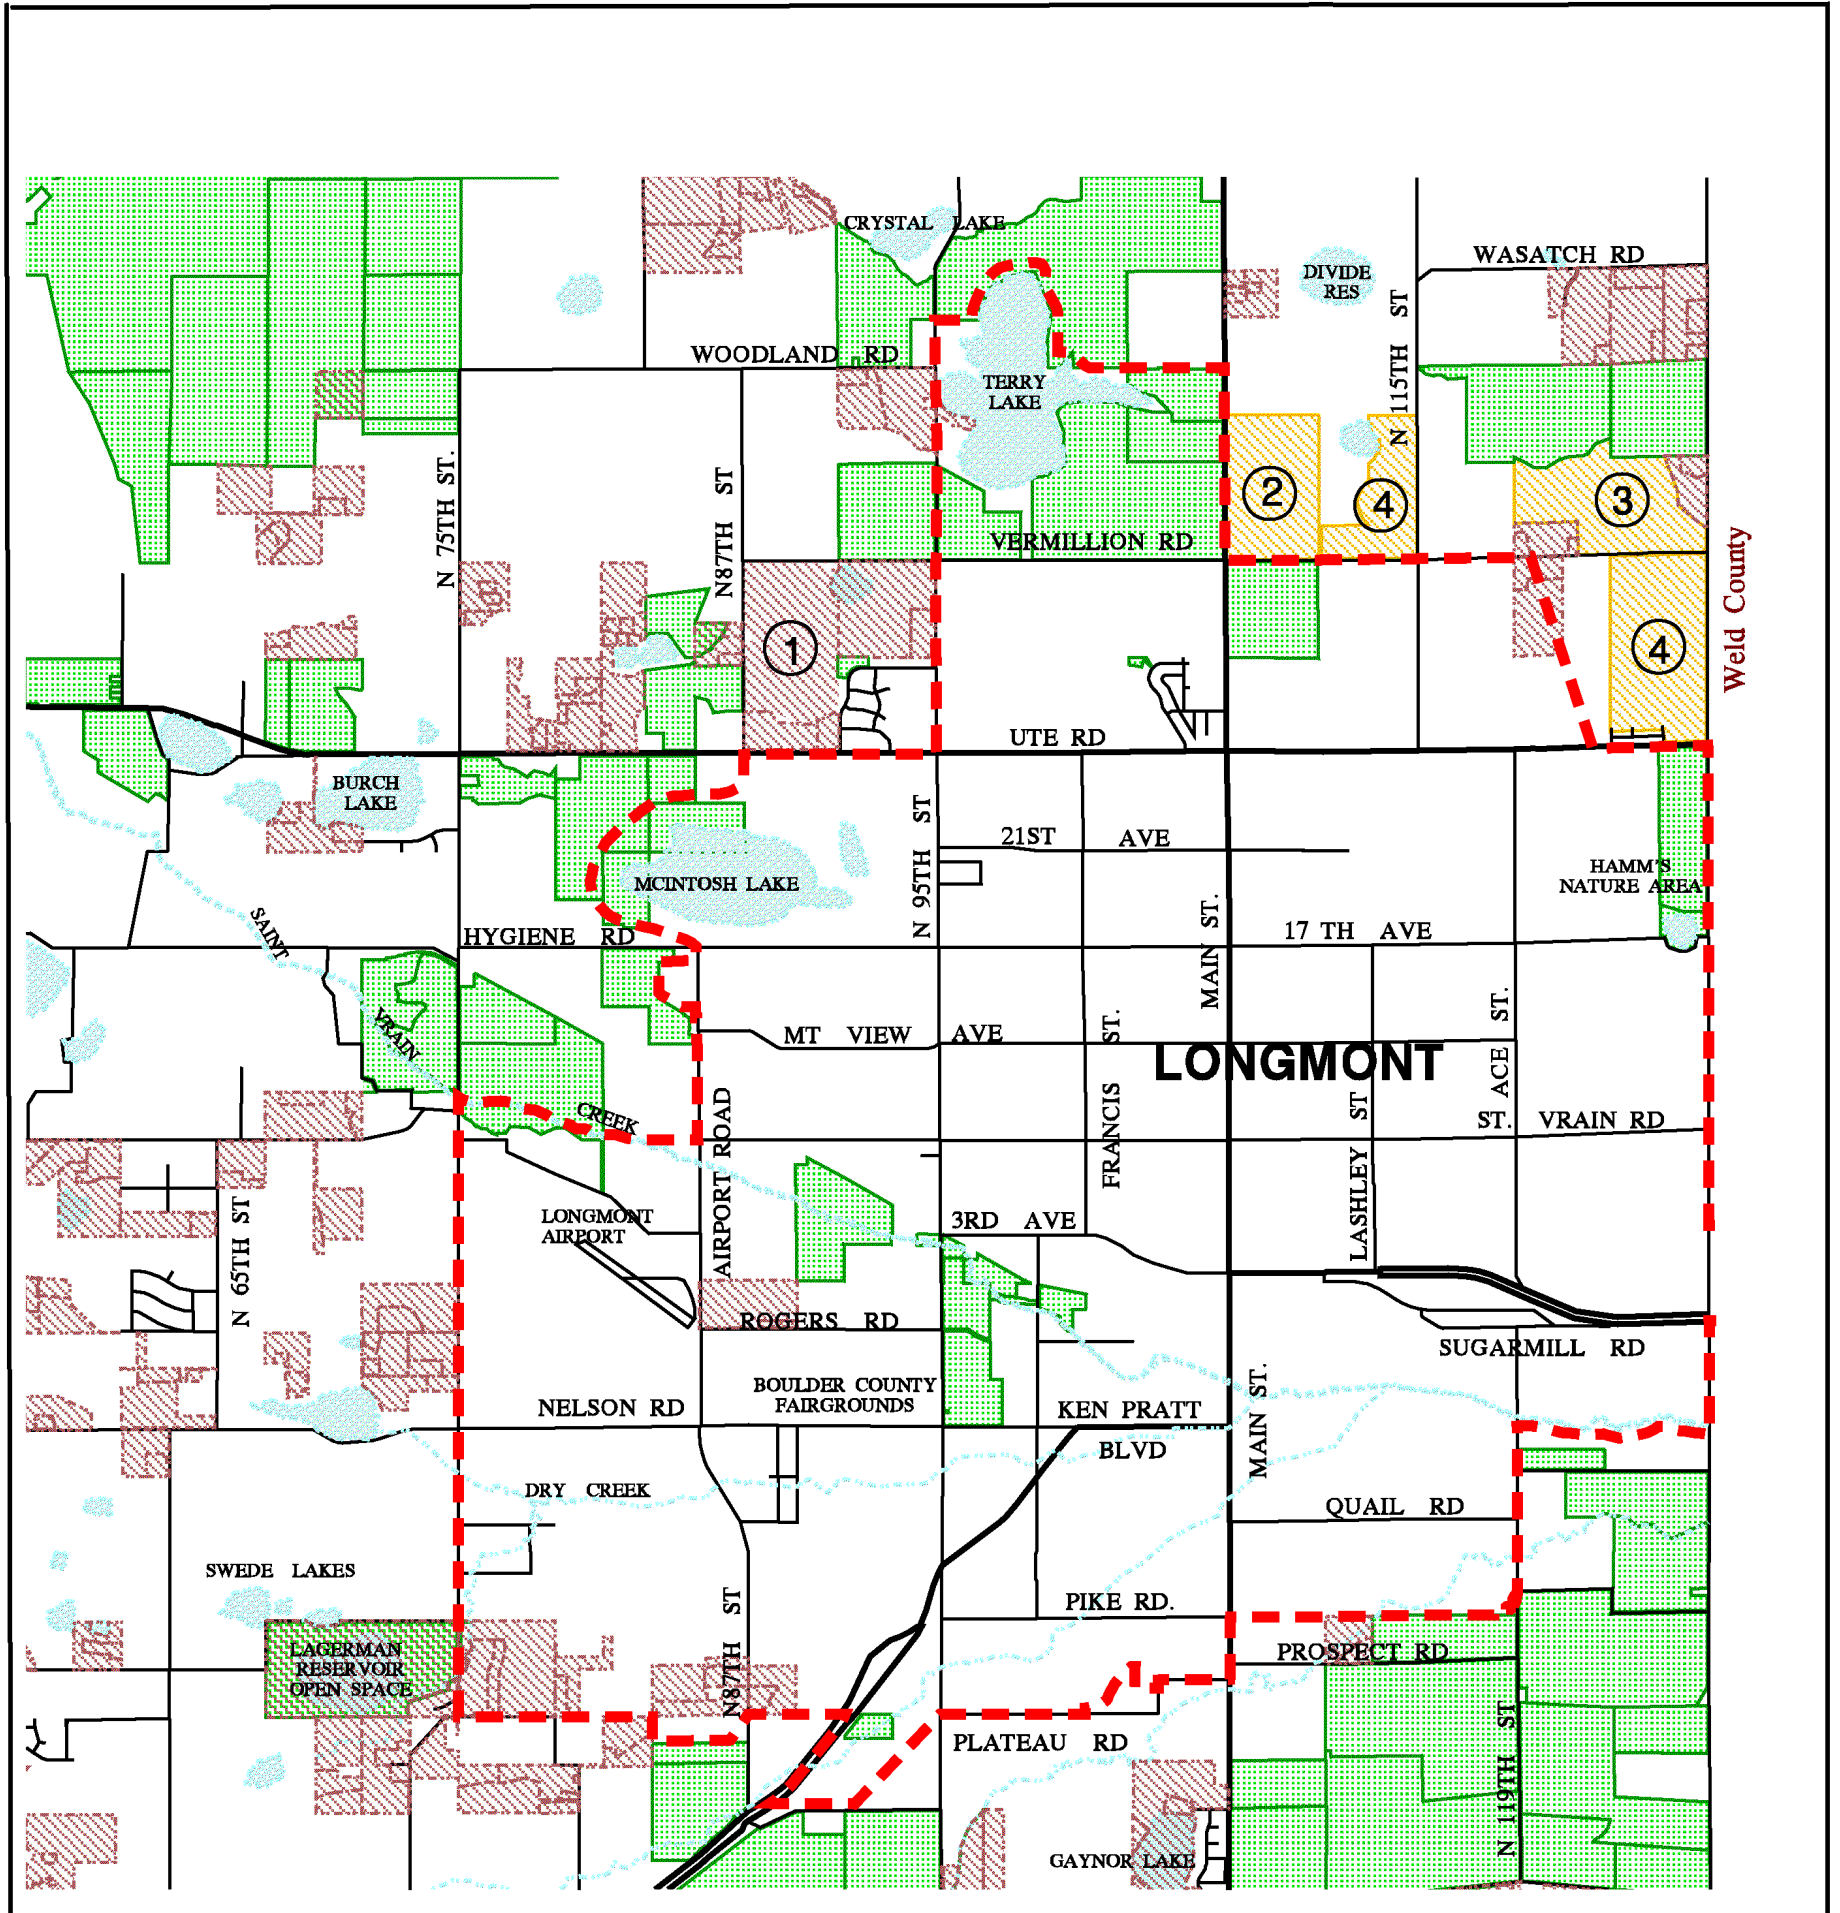 CRYSTAL LAKE
WASATCH RD
DIVIDE
RES
N 115TH ST
WOODLAND RD
TERRY
LAKE
N 75TH ST.
N87TH ST
2
4
3
VERMILLION RD
Weld County
1
4
UTE RD
BURCH
LAKE
N 95TH ST
21ST AVE
HAMM'S
NATURE AREA
MCINTOSH LAKE
MAIN ST.
SAINT
HYGIENE RD
17 TH AVE
VRAIN
MT VIEW AVE
FRANCIS ST.
LONGMONT
ACE ST.
CREEK
AIRPORT ROAD
LASHLEY ST
ST. VRAIN RD
N 65TH ST
LONGMONT
AIRPORT
3RD AVE
ROGERS RD
SUGARMILL RD
BOULDER COUNTY
FAIRGROUNDS
NELSON RD
KEN PRATT
BLVD
MAIN ST.
DRY CREEK
QUAIL RD
SWEDE LAKES
N87TH ST
PIKE RD.
LAGERMAN
RESERVOIR
OPEN SPACE
PROSPECT RD
PLATEAU RD
N 119TH ST
GAYNOR LAKE